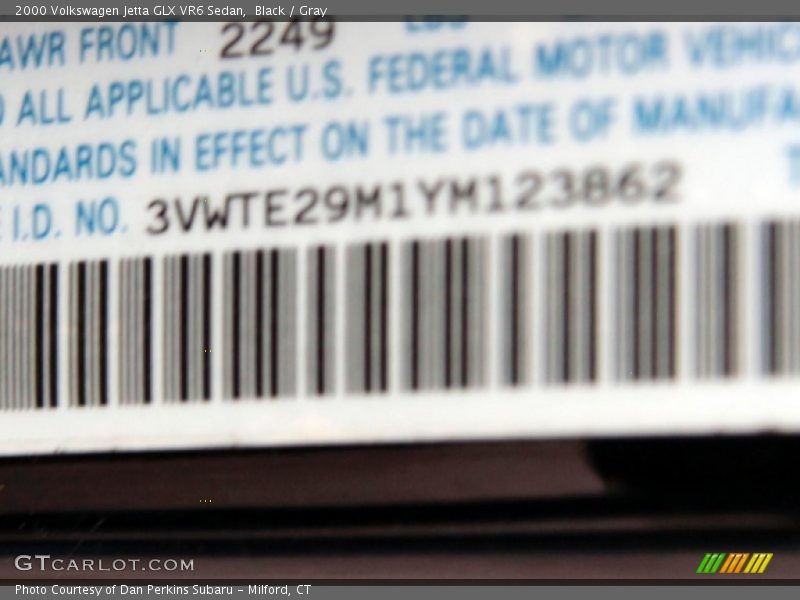 2000 Volkswagen Jetta GLX VR6 Sedan, Black / Gray
AWR FRONT 2249
ALL APPLICABLE U.S. FEDERAL MOTOR VEHIC
ANDARDS IN EFFECT ON THE DATE OF MANUFA
I.D. NO. 3VWTE29M1YM123862
GTCARLOT.COM
Photo Courtesy of Dan Perkins Subaru - Milford, CT